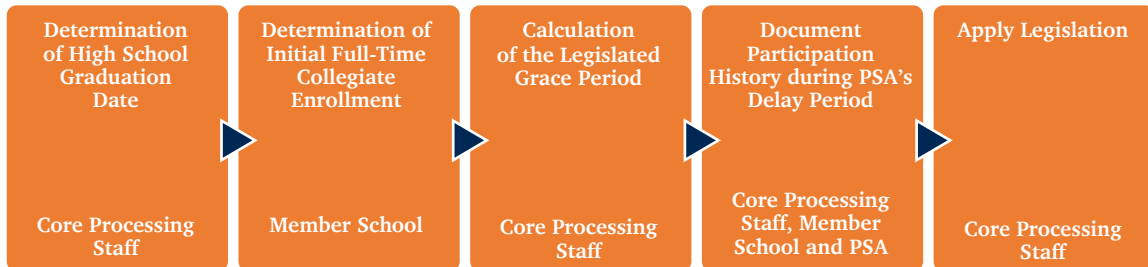 Determination
of High School
Graduation
Date
Core Processing
Staff
Determination of
Initial Full-Time
Collegiate
Enrollment
Member School
Calculation
of the Legislated
Grace Period
Core Processing
Staff
Document
Participation
History during PSA's
Delay Period
Core Processing
Staff, Member
School and PSA
Apply Legislation
Core Processing
Staff